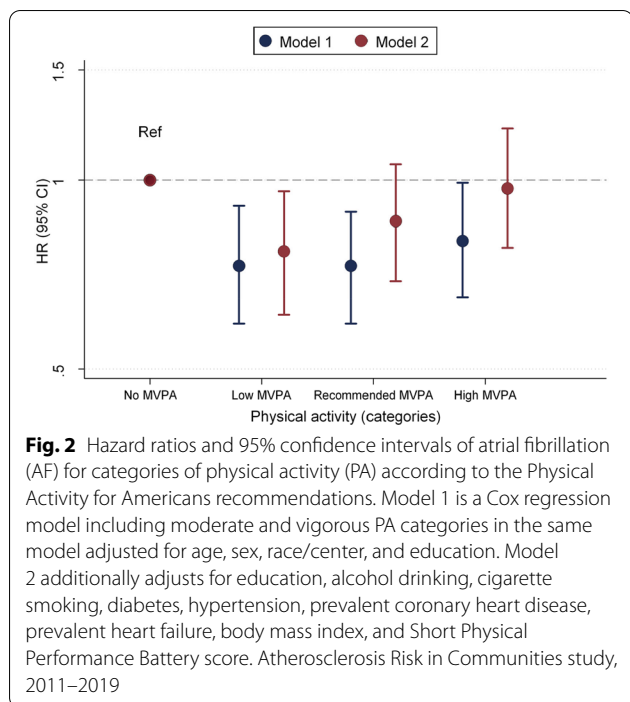 Model 1 Model 2
1.5
Ref
1
HR (95% CI)
.5
No MVPA Low MVPA Recommended MVPA High MVPA
Physical activity (categories)
Fig. 2 Hazard ratios and 95% confidence intervals of atrial fibrillation
(AF) for categories of physical activity (PA) according to the Physical
Activity for Americans recommendations. Model 1 is a Cox regression
model including moderate and vigorous PA categories in the same
model adjusted for age, sex, race/center, and education. Model
2 additionally adjusts for education, alcohol drinking, cigarette
smoking, diabetes, hypertension, prevalent coronary heart disease,
prevalent heart failure, body mass index, and Short Physical
Performance Battery score. Atherosclerosis Risk in Communities study,
2011–2019